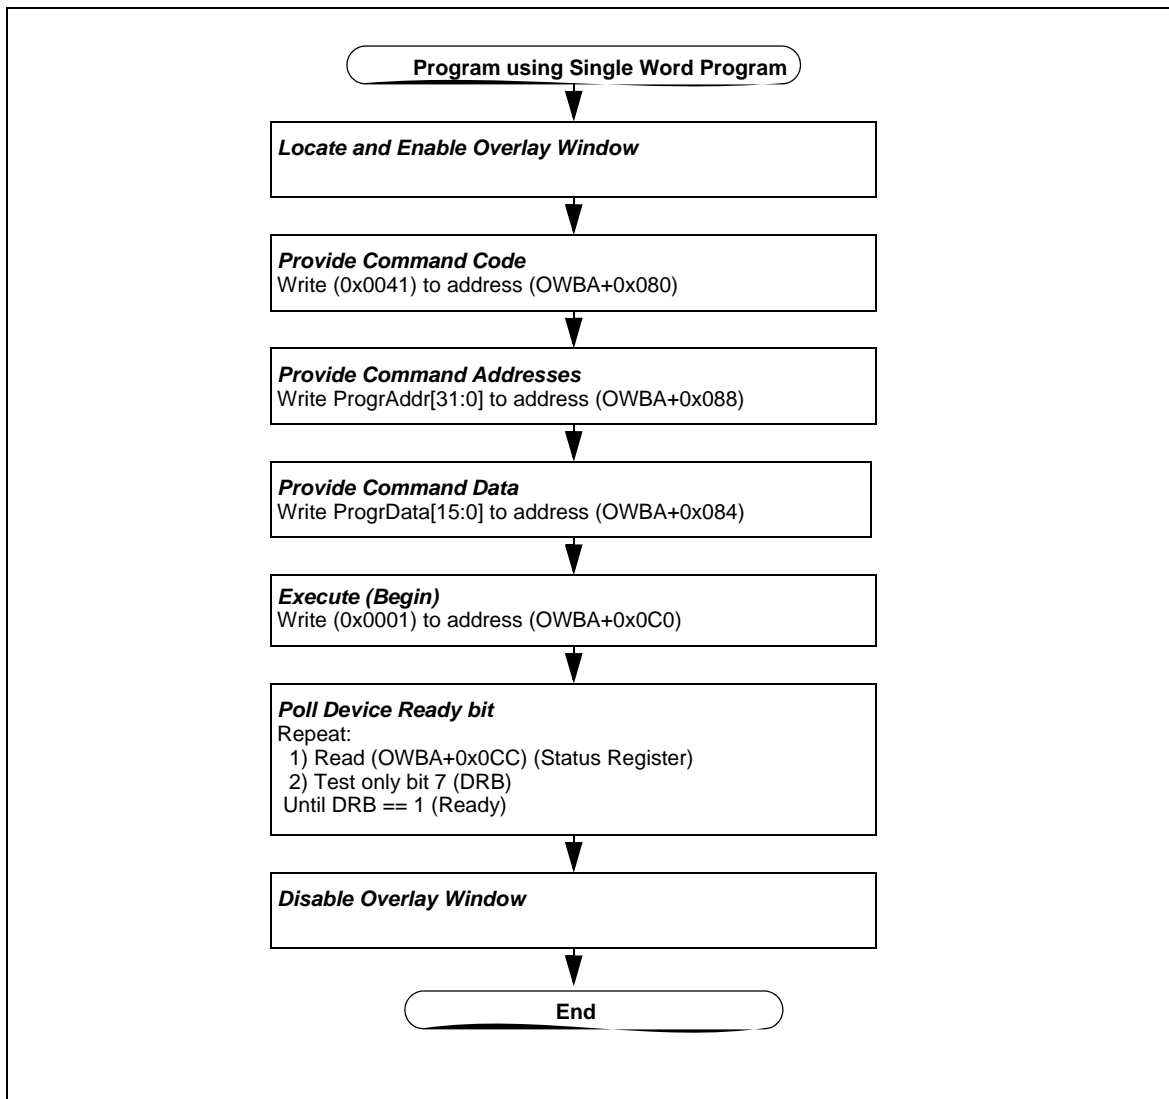 Program using Single Word Program
Locate and Enable Overlay Window
Provide Command Code
Write (0x0041) to address (OWBA+0x080)
Provide Command Addresses
Write ProgrAddr[31:0] to address (OWBA+0x088)
Provide Command Data
Write ProgrData[15:0] to address (OWBA+0x084)
Execute (Begin)
Write (0x0001) to address (OWBA+0x0C0)
Poll Device Ready bit
Repeat:
1) Read (OWBA+0x0CC) (Status Register)
2) Test only bit 7 (DRB)
Until DRB == 1 (Ready)
Disable Overlay Window
End